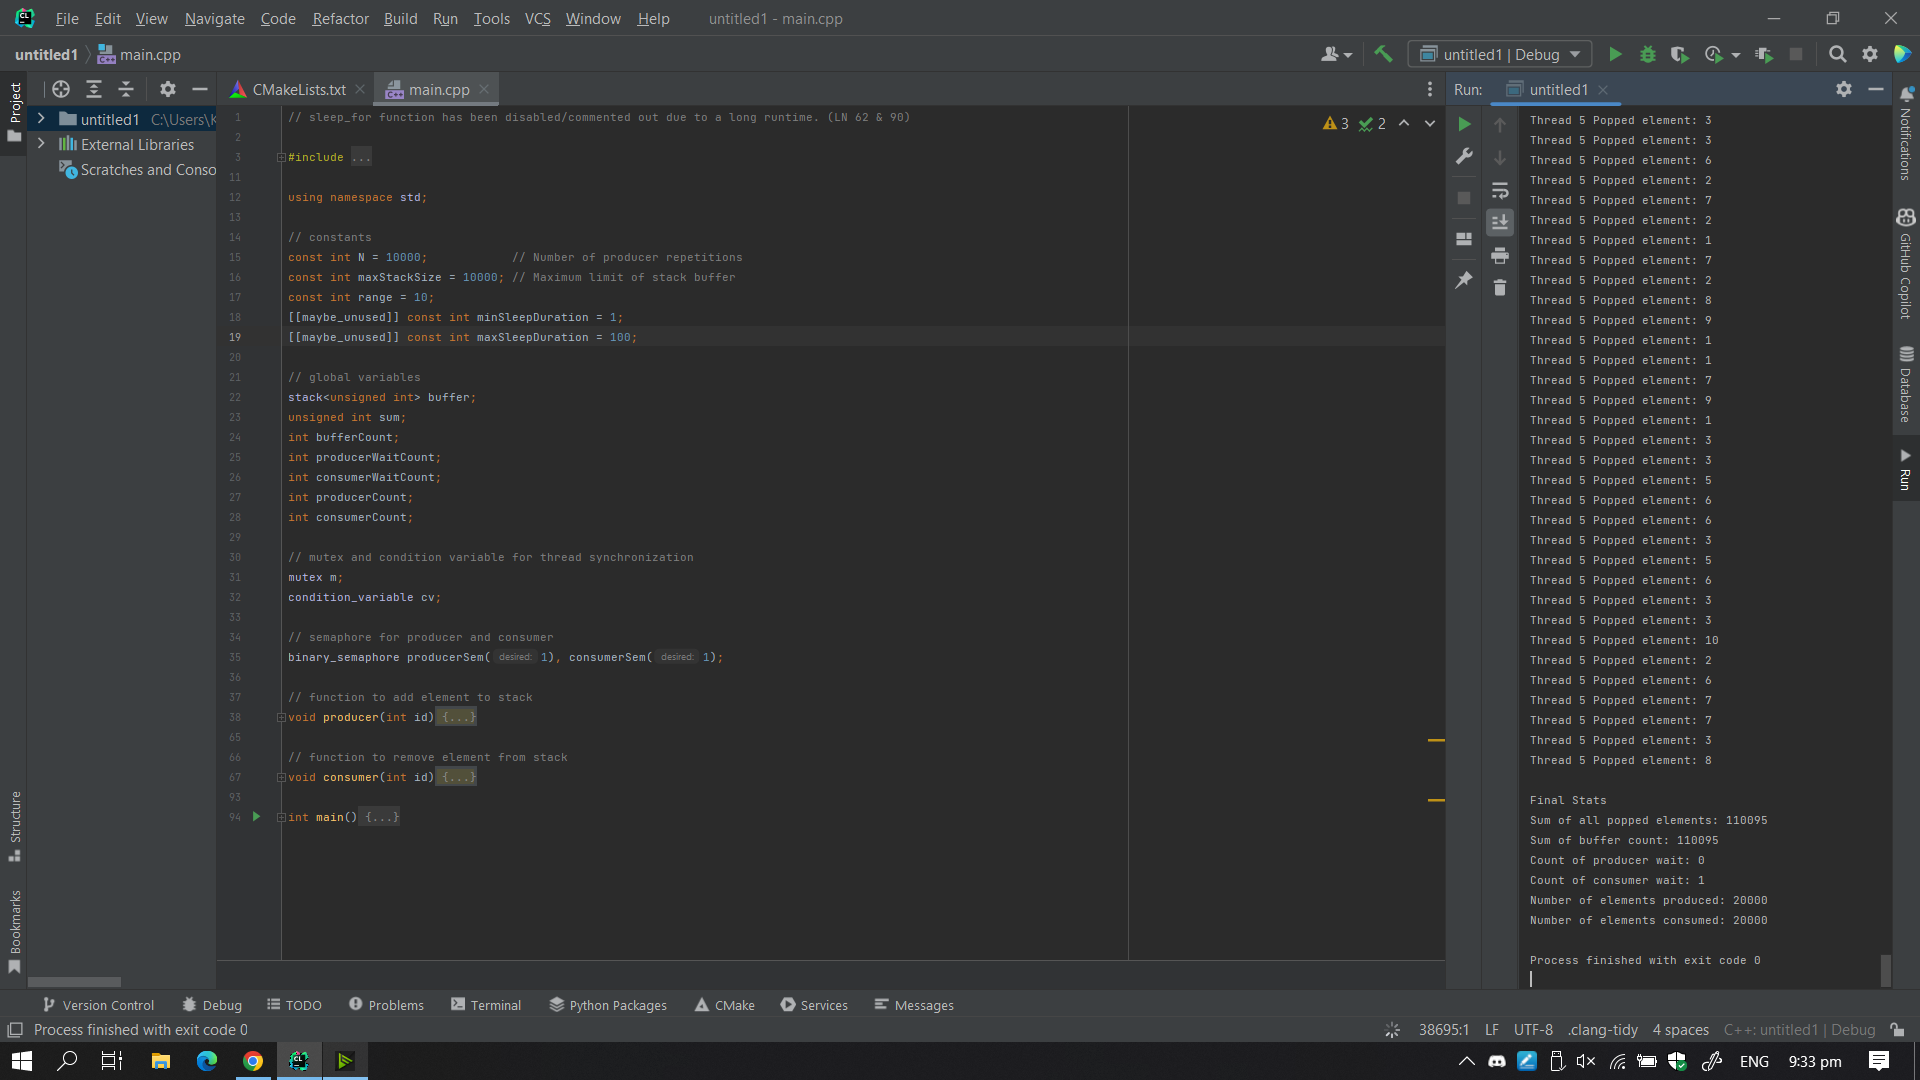 File Edit View Navigate Code Refactor Build Run Tools VCS Window Help untitled1 - main.cpp
untitled1 main.cpp untitled1 | Debug
CMakeLists.txt main.cpp Run: untitled1
Project
untitled1 C:\Users\K
External Libraries
Scratches and Conso
Structure
Bookmarks
1 // sleep_for function has been disabled/commented out due to a long runtime. (LN 62 & 90)
3 2
2
3 #include ...
11
12 using namespace std;
13
14 // constants
15 const int N = 10000; // Number of producer repetitions
16 const int maxStackSize = 10000; // Maximum limit of stack buffer
17 const int range = 10;
18 [[maybe_unused]] const int minSleepDuration = 1;
19 [[maybe_unused]] const int maxSleepDuration = 100;
20
21 // global variables
22 stack<unsigned int> buffer;
23 unsigned int sum;
24 int bufferCount;
25 int producerWaitCount;
26 int consumerWaitCount;
27 int producerCount;
28 int consumerCount;
29
30 // mutex and condition variable for thread synchronization
31 mutex m;
32 condition_variable cv;
33
34 // semaphore for producer and consumer
35 binary_semaphore producerSem( desired: 1), consumerSem( desired: 1);
36
37 // function to add element to stack
38 void producer(int id) {...}
65
66 // function to remove element from stack
67 void consumer(int id) {...}
93
94 int main() {...}
Thread 5 Popped element: 3
Thread 5 Popped element: 3
Thread 5 Popped element: 6
Thread 5 Popped element: 2
Thread 5 Popped element: 7
Thread 5 Popped element: 2
Thread 5 Popped element: 1
Thread 5 Popped element: 7
Thread 5 Popped element: 2
Thread 5 Popped element: 8
Thread 5 Popped element: 9
Thread 5 Popped element: 1
Thread 5 Popped element: 1
Thread 5 Popped element: 7
Thread 5 Popped element: 9
Thread 5 Popped element: 1
Thread 5 Popped element: 3
Thread 5 Popped element: 3
Thread 5 Popped element: 5
Thread 5 Popped element: 6
Thread 5 Popped element: 6
Thread 5 Popped element: 3
Thread 5 Popped element: 5
Thread 5 Popped element: 6
Thread 5 Popped element: 3
Thread 5 Popped element: 3
Thread 5 Popped element: 10
Thread 5 Popped element: 2
Thread 5 Popped element: 6
Thread 5 Popped element: 7
Thread 5 Popped element: 7
Thread 5 Popped element: 3
Thread 5 Popped element: 8
Final Stats
Sum of all popped elements: 110095
Sum of buffer count: 110095
Count of producer wait: 0
Count of consumer wait: 1
Number of elements produced: 20000
Number of elements consumed: 20000
Process finished with exit code 0
Notifications
GitHub Copilot
Database
Run
Version Control Debug TODO Problems Terminal Python Packages CMake Services Messages
Process finished with exit code 0 38695:1 LF UTF-8 .clang-tidy 4 spaces C++: untitled1 | Debug
ENG 9:33 pm